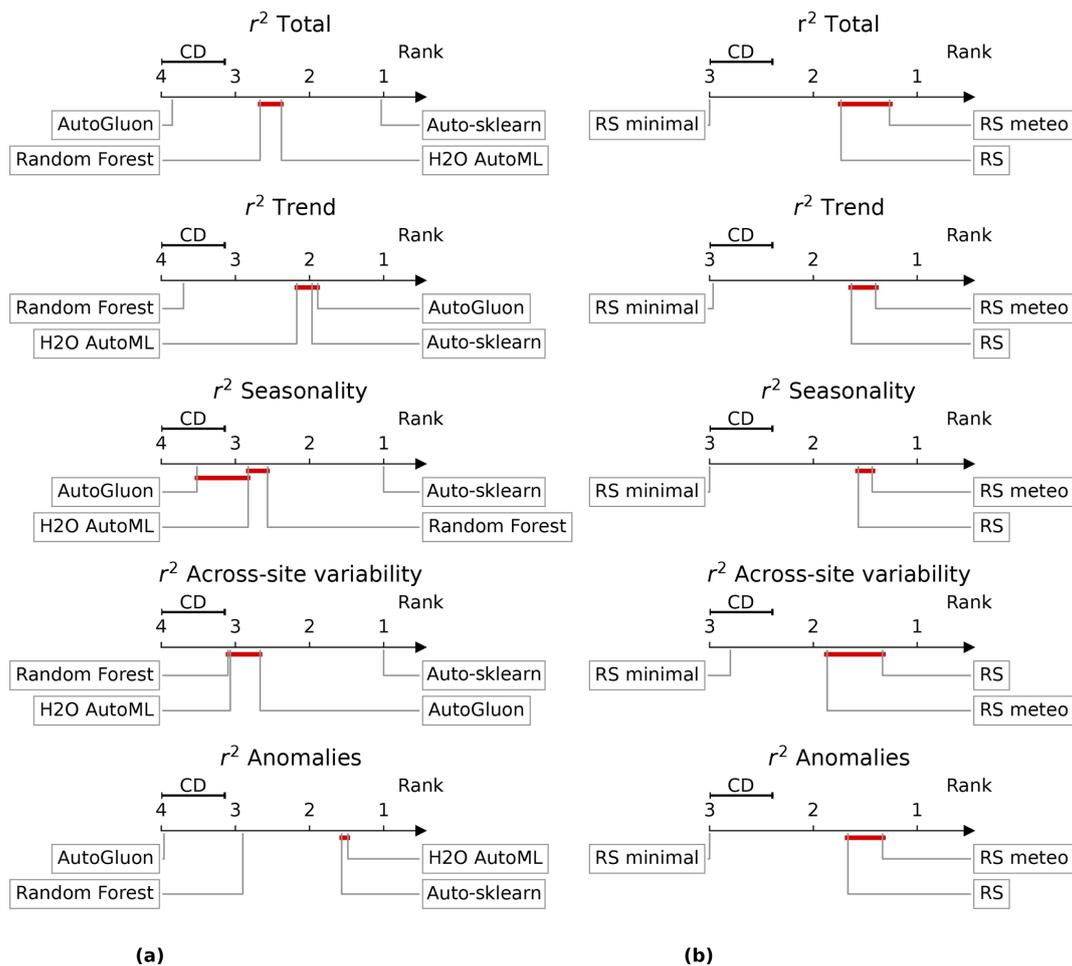 r² Total
CD
Rank
4 3 2 1
AutoGluon
Auto-sklearn
Random Forest
H2O AutoML
r² Trend
CD
Rank
4 3 2 1
Random Forest
AutoGluon
H2O AutoML
Auto-sklearn
r² Seasonality
CD
Rank
4 3 2 1
AutoGluon
Auto-sklearn
H2O AutoML
Random Forest
r² Across-site variability
CD
Rank
4 3 2 1
Random Forest
Auto-sklearn
H2O AutoML
AutoGluon
r² Anomalies
CD
Rank
4 3 2 1
AutoGluon
H2O AutoML
Random Forest
Auto-sklearn
(a)
r² Total
CD
Rank
3 2 1
RS minimal
RS meteo
RS
r² Trend
CD
Rank
3 2 1
RS minimal
RS meteo
RS
r² Seasonality
CD
Rank
3 2 1
RS minimal
RS meteo
RS
r² Across-site variability
CD
Rank
3 2 1
RS minimal
RS
RS meteo
r² Anomalies
CD
Rank
3 2 1
RS minimal
RS meteo
RS
(b)